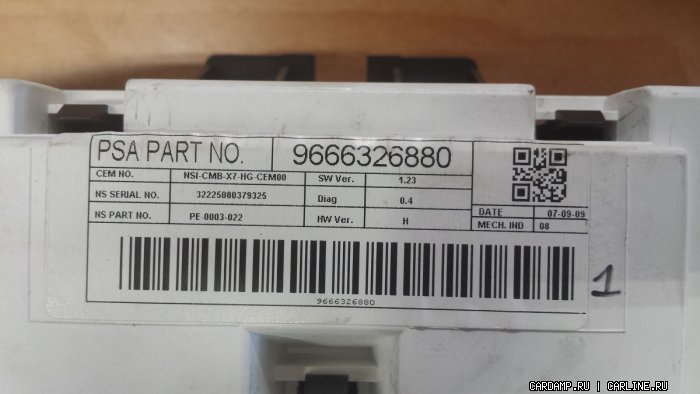 PSA PART NO. 9666326880
CEM NO. NSI-CMB-X7-HG-CEM00 SW Ver. 1.23
NS SERIAL NO. 32225080379325 Diag 0.4
NS PART NO. PE-0003-022 HW Ver. H
DATE 07-09-09
MECH. IND 08
9666326880
1
CARDAMP.RU | CARLINE.RU